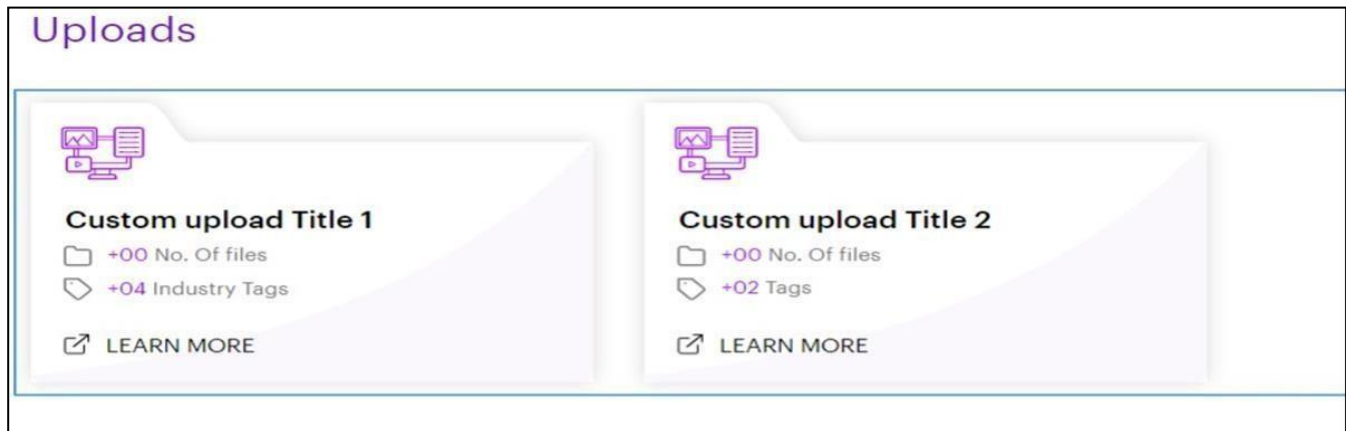 Uploads
Custom upload Title 1
+00 No. Of files
+04 Industry Tags
LEARN MORE
Custom upload Title 2
+00 No. Of files
+02 Tags
LEARN MORE